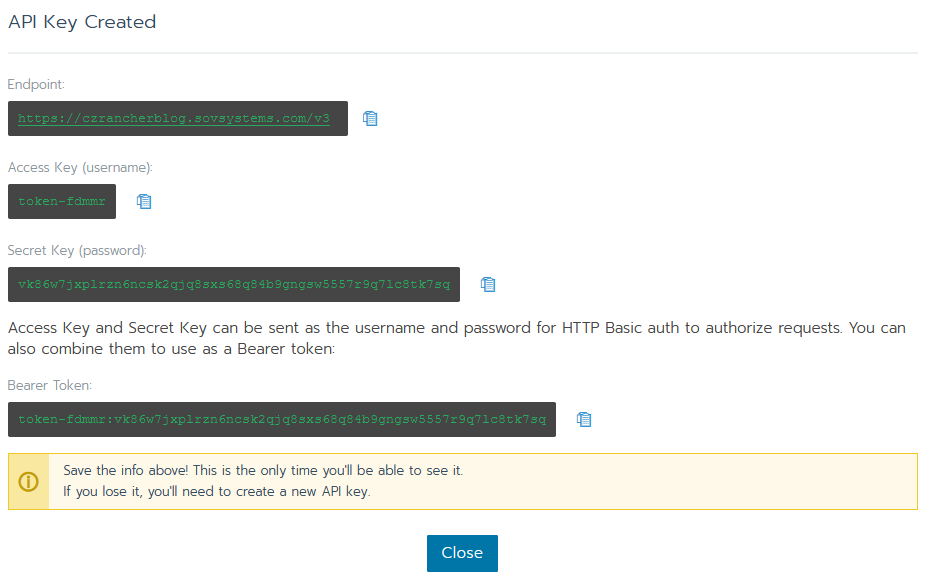 API Key Created
Endpoint:
https://czrancherblog.sovsystems.com/v3
Access Key (username):
token-fdmmr
Secret Key (password):
vk86w7jxplrzn6ncsk2qjq8sxs68q84b9gngsw5557r9q7lc8tk7sq
Access Key and Secret Key can be sent as the username and password for HTTP Basic auth to authorize requests. You can
also combine them to use as a Bearer token:
Bearer Token:
token-fdmmr:vk86w7jxplrzn6ncsk2qjq8sxs68q84b9gngsw5557r9q7lc8tk7sq
Save the info above! This is the only time you'll be able to see it.
If you lose it, you'll need to create a new API key.
Close